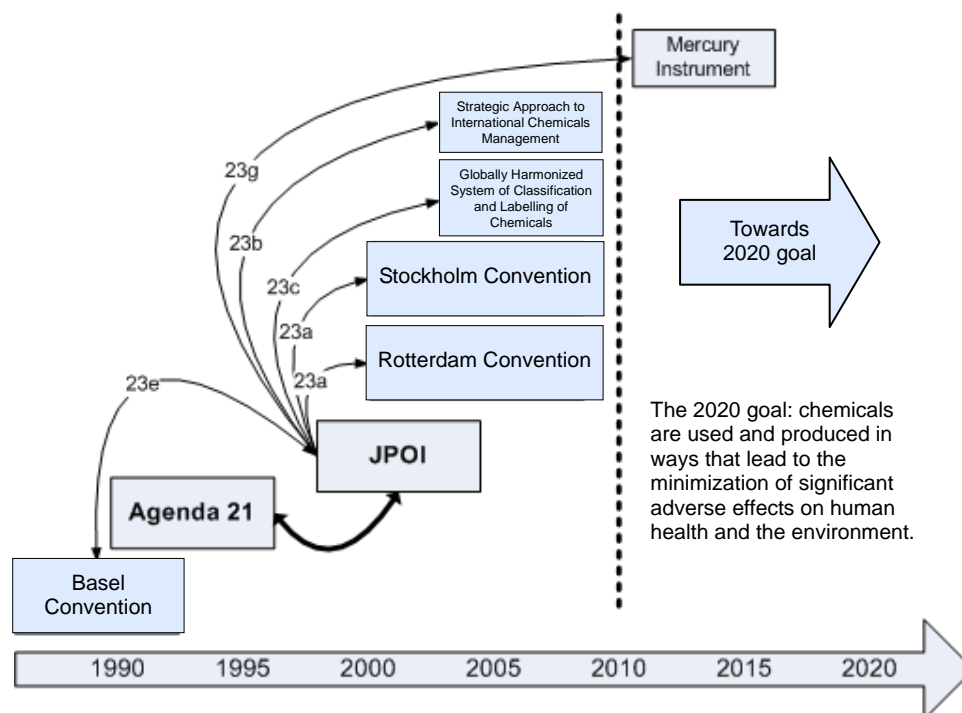 Mercury
Instrument
Strategic Approach to
International Chemicals
Management
23g
Globally Harmonized
System of Classification
and Labelling of
Chemicals
Towards
2020 goal
23b
Stockholm Convention
23c
23a
Rotterdam Convention
23a
23e
The 2020 goal: chemicals
are used and produced in
ways that lead to the
minimization of significant
adverse effects on human
health and the environment.
JPOI
Agenda 21
Basel
Convention
1990 1995 2000 2005 2010 2015 2020